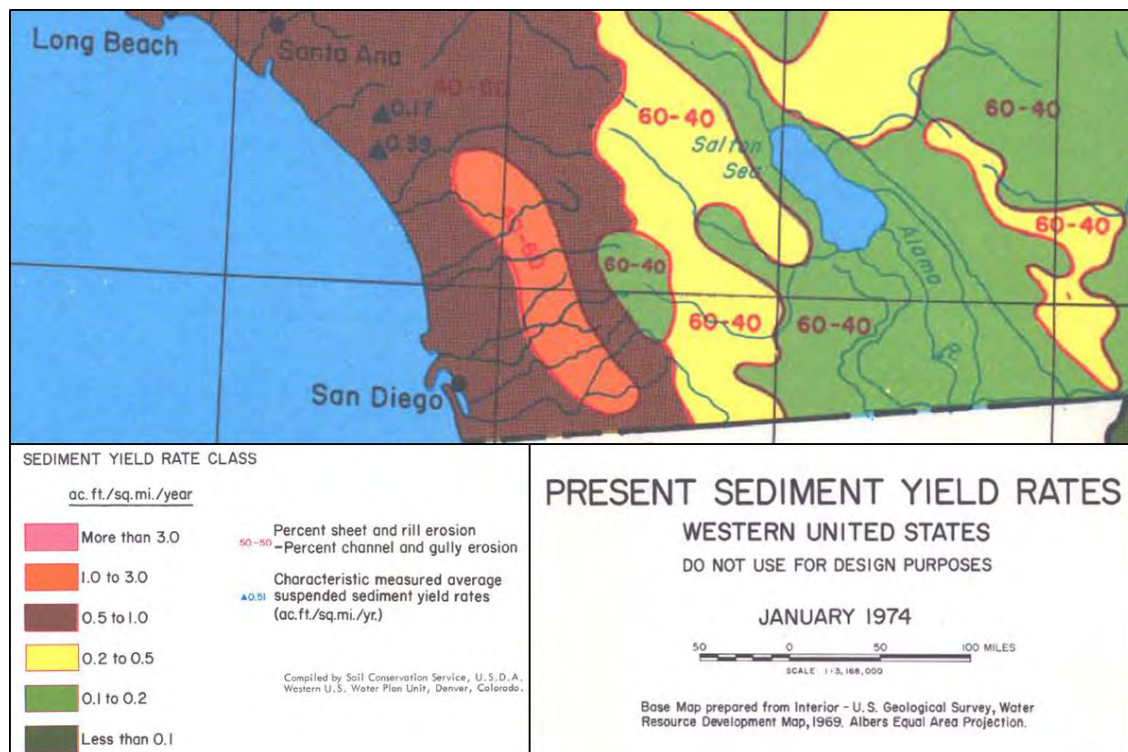 Long Beach
Santa Ana
40-60
▲0.17
▲0.39
60-40
60-40
Salton
Sea
Alamo
R.
60-40
60-40
60-40
60-40
San Diego
SEDIMENT YIELD RATE CLASS
ac. ft./sq. mi./year
More than 3.0
1.0 to 3.0
0.5 to 1.0
0.2 to 0.5
0.1 to 0.2
Less than 0.1
50-50 Percent sheet and rill erosion
-Percent channel and gully erosion
▲0.51 Characteristic measured average
suspended sediment yield rates
(ac.ft./sq.mi./yr.)
Compiled by Soil Conservation Service, U.S.D.A.
Western U.S. Water Plan Unit, Denver, Colorado.
PRESENT SEDIMENT YIELD RATES
WESTERN UNITED STATES
DO NOT USE FOR DESIGN PURPOSES
JANUARY 1974
50 0 50 100 MILES
SCALE 1:3,168,000
Base Map prepared from Interior - U.S. Geological Survey, Water
Resource Development Map, 1969. Albers Equal Area Projection.